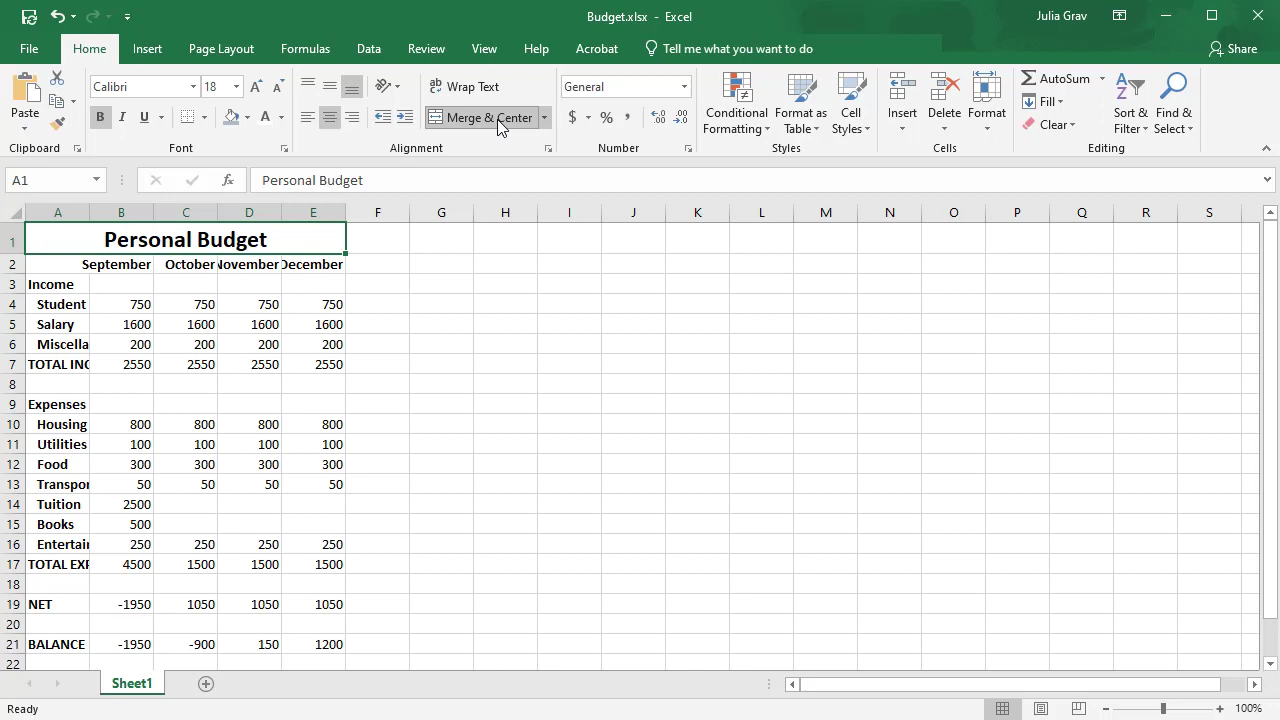 Budget.xlsx - Excel
Julia Grav
File Home Insert Page Layout Formulas Data Review View Help Acrobat Tell me what you want to do Share
Paste
Clipboard
Calibri 18
B I U A
Font
Wrap Text
Merge & Center
Alignment
General
$ % ,
Number
Conditional Formatting
Format as Table
Cell Styles
Styles
Insert Delete Format
Cells
AutoSum
Fill
Clear
Sort & Filter
Find & Select
Editing
A1 fx Personal Budget
A B C D E F G H I J K L M N O P Q R S
1 Personal Budget
2 September October November December
3 Income
4 Student 750 750 750 750
5 Salary 1600 1600 1600 1600
6 Miscella 200 200 200 200
7 TOTAL INC 2550 2550 2550 2550
8
9 Expenses
10 Housing 800 800 800 800
11 Utilities 100 100 100 100
12 Food 300 300 300 300
13 Transpor 50 50 50 50
14 Tuition 2500
15 Books 500
16 Entertain 250 250 250 250
17 TOTAL EXP 4500 1500 1500 1500
18
19 NET -1950 1050 1050 1050
20
21 BALANCE -1950 -900 150 1200
22
Sheet1
Ready
100%